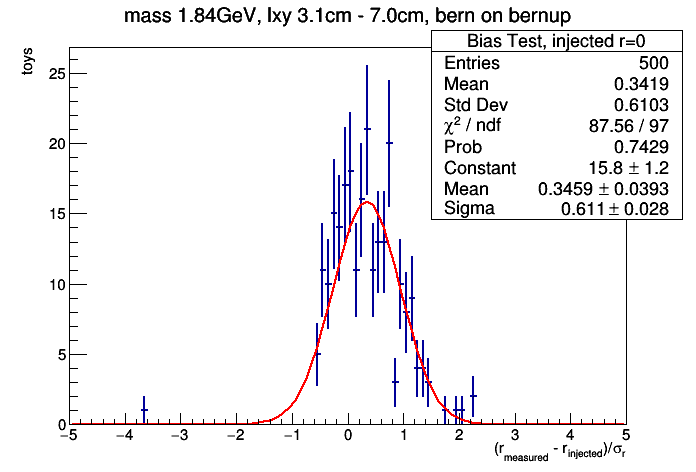 mass 1.84GeV, lxy 3.1cm - 7.0cm, bern on bernup
Bias Test, injected r=0
Entries 500
Mean 0.3419
Std Dev 0.6103
χ² / ndf 87.56 / 97
Prob 0.7429
Constant 15.8 ± 1.2
Mean 0.3459 ± 0.0393
Sigma 0.611 ± 0.028
toys
25
20
15
10
5
0
−5 −4 −3 −2 −1 0 1 2 3 4 5
(r_measured - r_injected)/σ_r